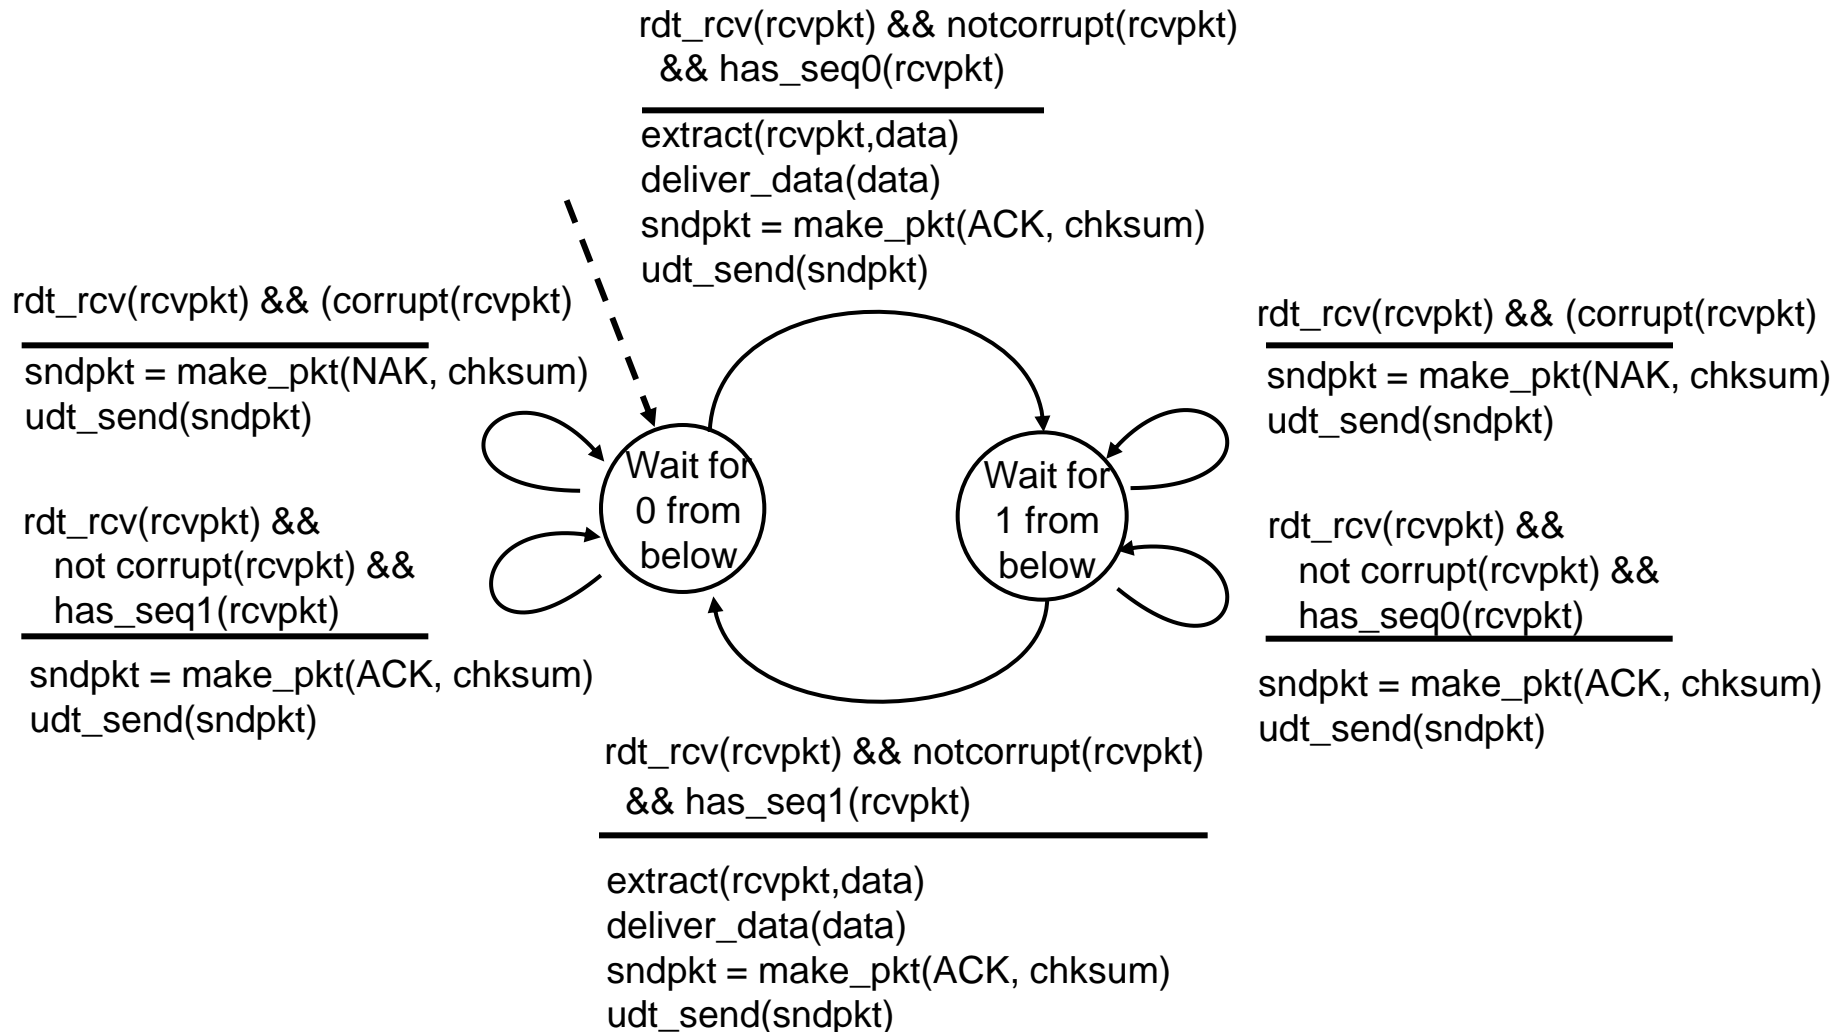 rdt_rcv(rcvpkt) && notcorrupt(rcvpkt)
&& has_seq0(rcvpkt)
extract(rcvpkt,data)
deliver_data(data)
sndpkt = make_pkt(ACK, chksum)
udt_send(sndpkt)
rdt_rcv(rcvpkt) && (corrupt(rcvpkt)
sndpkt = make_pkt(NAK, chksum)
udt_send(sndpkt)
rdt_rcv(rcvpkt) &&
not corrupt(rcvpkt) &&
has_seq1(rcvpkt)
sndpkt = make_pkt(ACK, chksum)
udt_send(sndpkt)
Wait for
0 from
below
Wait for
1 from
below
rdt_rcv(rcvpkt) && (corrupt(rcvpkt)
sndpkt = make_pkt(NAK, chksum)
udt_send(sndpkt)
rdt_rcv(rcvpkt) &&
not corrupt(rcvpkt) &&
has_seq0(rcvpkt)
sndpkt = make_pkt(ACK, chksum)
udt_send(sndpkt)
rdt_rcv(rcvpkt) && notcorrupt(rcvpkt)
&& has_seq1(rcvpkt)
extract(rcvpkt,data)
deliver_data(data)
sndpkt = make_pkt(ACK, chksum)
udt_send(sndpkt)